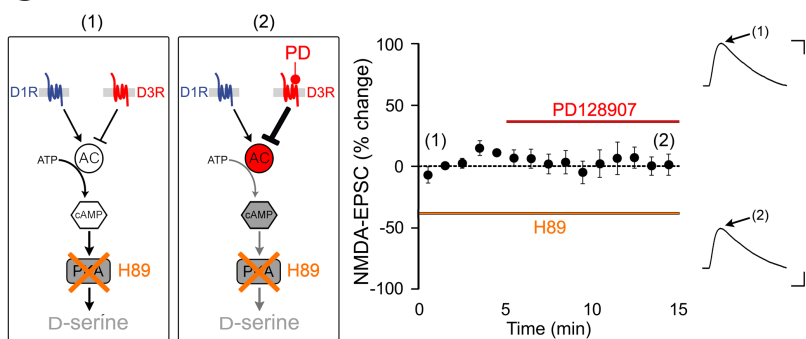 (1)
(2)
D1R
D3R
AC
ATP
cAMP
PKA
H89
D-serine
PD
D1R
D3R
AC
ATP
cAMP
PKA
H89
D-serine
NMDA-EPSC (% change)
100
50
0
-50
-100
PD128907
(1)
(2)
H89
0
5
10
15
Time (min)
(1)
(2)